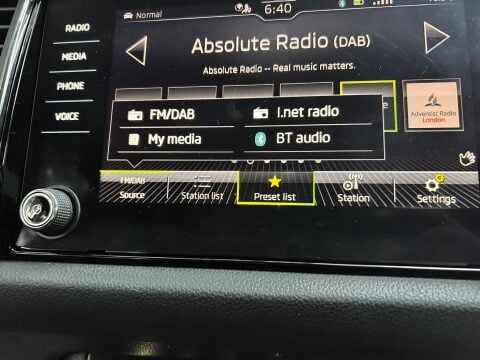 Normal
6:40
RADIO
MEDIA
PHONE
VOICE
Absolute Radio (DAB)
Absolute Radio -- Real music matters.
Adventist Radio
London
FM/DAB
I.net radio
My media
BT audio
FM/DAB
Source
Station list
Preset list
Station
Settings